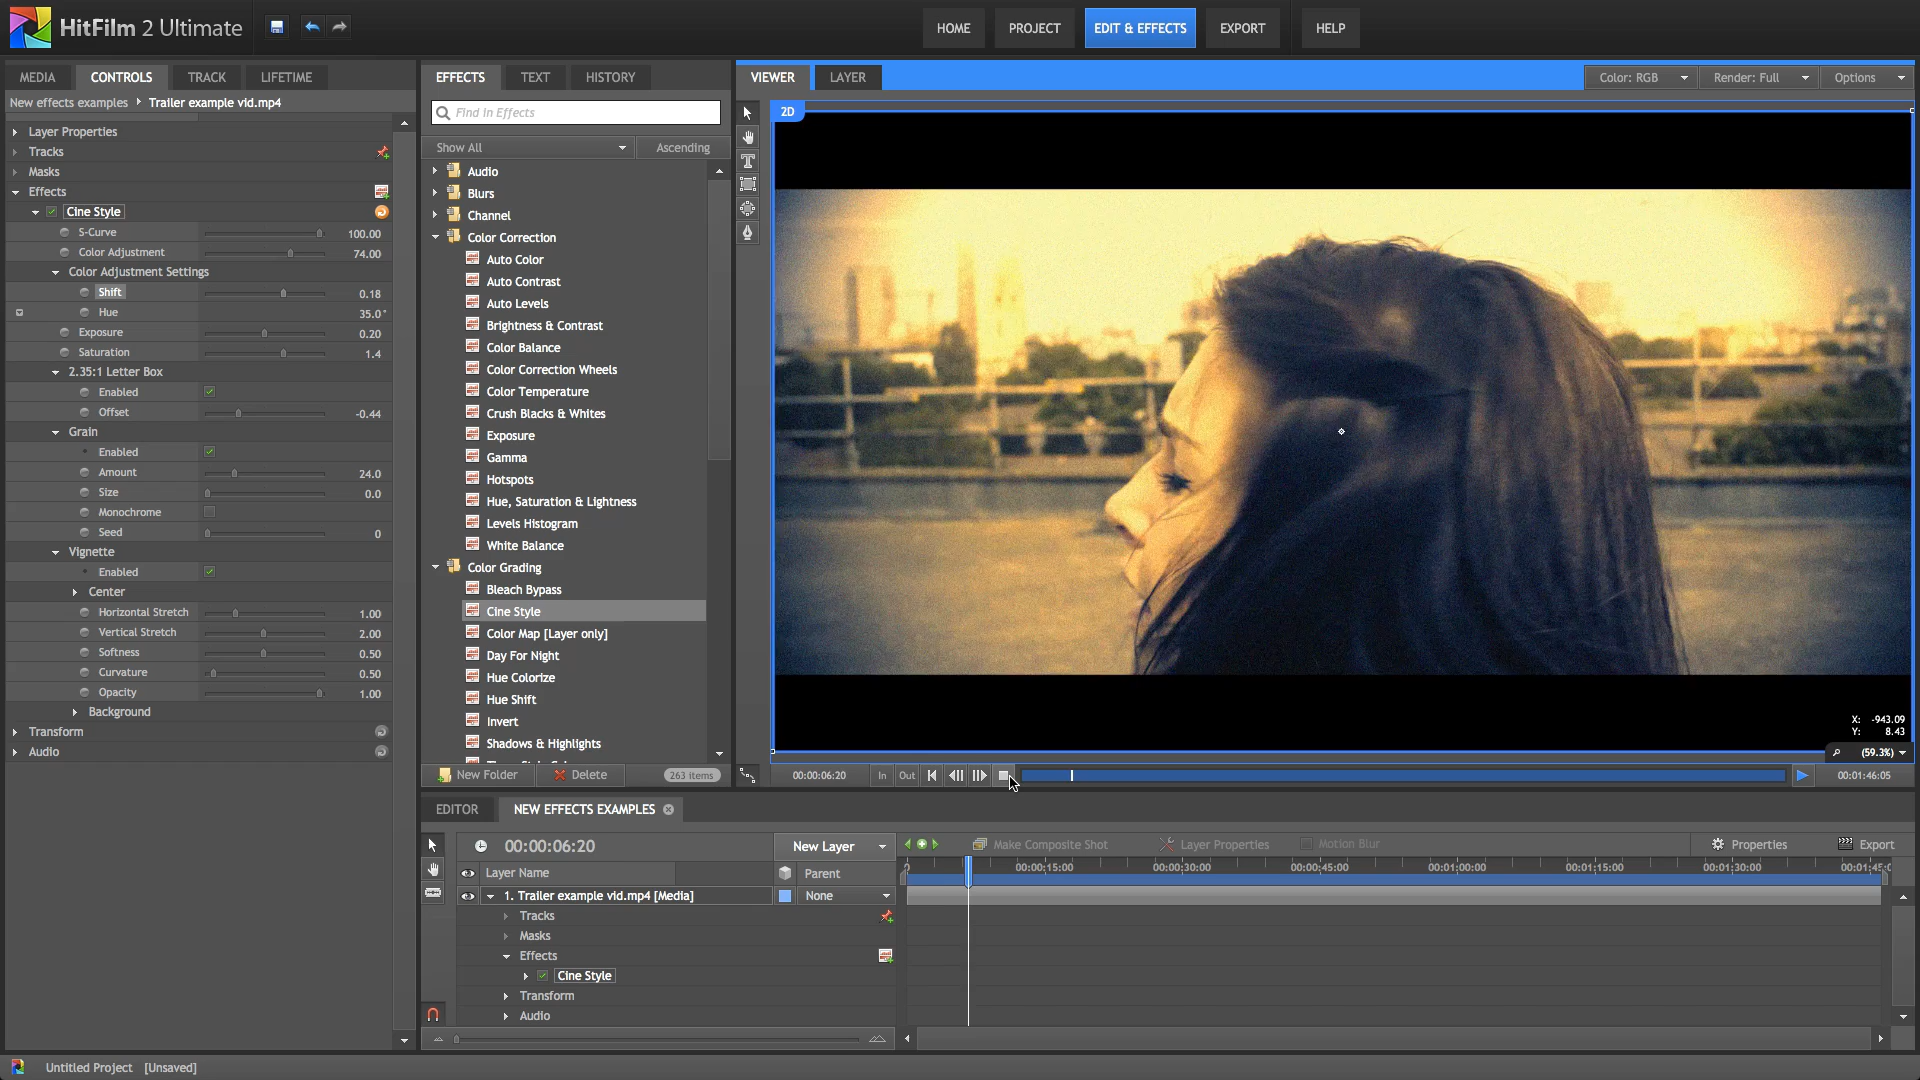 HitFilm 2 Ultimate
HOME
PROJECT
EDIT & EFFECTS
EXPORT
HELP
MEDIA
CONTROLS
TRACK
LIFETIME
New effects examples
Trailer example vid.mp4
Layer Properties
Tracks
Masks
Effects
Cine Style
S-Curve 100.00
Color Adjustment 74.00
Color Adjustment Settings
Shift 0.18
Hue 35.0°
Exposure 0.20
Saturation 1.4
2.35:1 Letter Box
Enabled
Offset -0.44
Grain
Enabled
Amount 24.0
Size 0.0
Monochrome
Seed 0
Vignette
Enabled
Center
Horizontal Stretch 1.00
Vertical Stretch 2.00
Softness 0.50
Curvature 0.50
Opacity 1.00
Background
Transform
Audio
EFFECTS
TEXT
HISTORY
Find in Effects
Show All
Ascending
Audio
Blurs
Channel
Color Correction
Auto Color
Auto Contrast
Auto Levels
Brightness & Contrast
Color Balance
Color Correction Wheels
Color Temperature
Crush Blacks & Whites
Exposure
Gamma
Hotspots
Hue, Saturation & Lightness
Levels Histogram
White Balance
Color Grading
Bleach Bypass
Cine Style
Color Map [Layer only]
Day For Night
Hue Colorize
Hue Shift
Invert
Shadows & Highlights
New Folder
Delete
263 items
VIEWER
LAYER
Color: RGB
Render: Full
Options
2D
X: -943.09
Y: 8.43
(59.3%)
00:00:06:20
In
Out
00:01:46:05
EDITOR
NEW EFFECTS EXAMPLES
00:00:06:20
New Layer
Make Composite Shot
Layer Properties
Motion Blur
Properties
Export
Layer Name
Parent
0
00:00:15:00
00:00:30:00
00:00:45:00
00:01:00:00
00:01:15:00
00:01:30:00
1. Trailer example vid.mp4 [Media]
None
Tracks
Masks
Effects
Cine Style
Transform
Audio
Untitled Project [Unsaved]